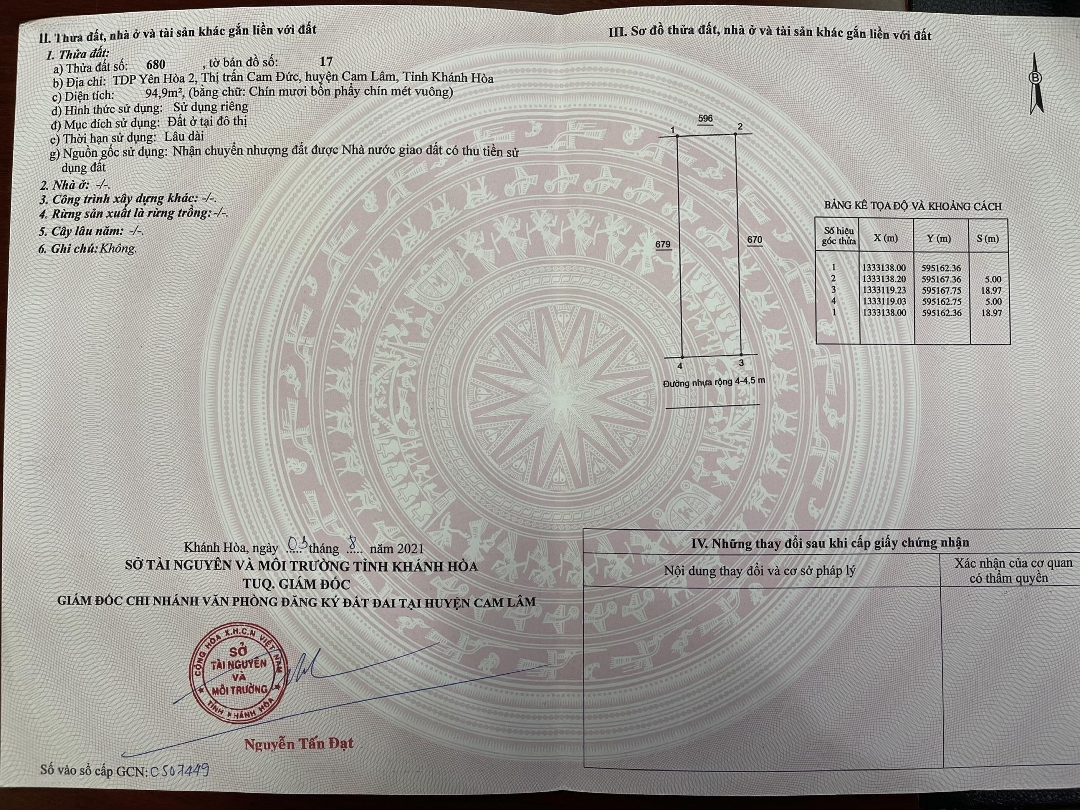 II. Thửa đất, nhà ở và tài sản khác gắn liền với đất
1. Thửa đất:
a) Thửa đất số: 680 , tờ bản đồ số: 17
b) Địa chỉ: TDP Yên Hòa 2, Thị trấn Cam Đức, huyện Cam Lâm, Tỉnh Khánh Hòa
c) Diện tích: 94,9m², (bằng chữ: Chín mươi bốn phẩy chín mét vuông)
d) Hình thức sử dụng: Sử dụng riêng
đ) Mục đích sử dụng: Đất ở tại đô thị
e) Thời hạn sử dụng: Lâu dài
g) Nguồn gốc sử dụng: Nhận chuyển nhượng đất được Nhà nước giao đất có thu tiền sử
dụng đất
2. Nhà ở: -/-.
3. Công trình xây dựng khác: -/-.
4. Rừng sản xuất là rừng trồng: -/-.
5. Cây lâu năm: -/-.
6. Ghi chú: Không.
Khánh Hòa, ngày 03 tháng 8 năm 2021
SỞ TÀI NGUYÊN VÀ MÔI TRƯỜNG TỈNH KHÁNH HÒA
TUQ. GIÁM ĐỐC
GIÁM ĐỐC CHI NHÁNH VĂN PHÒNG ĐĂNG KÝ ĐẤT ĐAI TẠI HUYỆN CAM LÂM
CỘNG HÒA X.H.C.N VIỆT NAM
SỞ
TÀI NGUYÊN
VÀ
MÔI TRƯỜNG
TỈNH KHÁNH HÒA
Nguyễn Tấn Đạt
Số vào sổ cấp GCN: CS07449
III. Sơ đồ thửa đất, nhà ở và tài sản khác gắn liền với đất
B
596
1 2
679 670
4 3
Đường nhựa rộng 4-4,5 m
BẢNG KÊ TỌA ĐỘ VÀ KHOẢNG CÁCH
Số hiệu góc thửa X (m) Y (m) S (m)
1 1333138.00 595162.36
2 1333138.20 595167.36 5.00
3 1333119.23 595167.75 18.97
4 1333119.03 595162.75 5.00
1 1333138.00 595162.36 18.97
IV. Những thay đổi sau khi cấp giấy chứng nhận
Nội dung thay đổi và cơ sở pháp lý
Xác nhận của cơ quan
có thẩm quyền